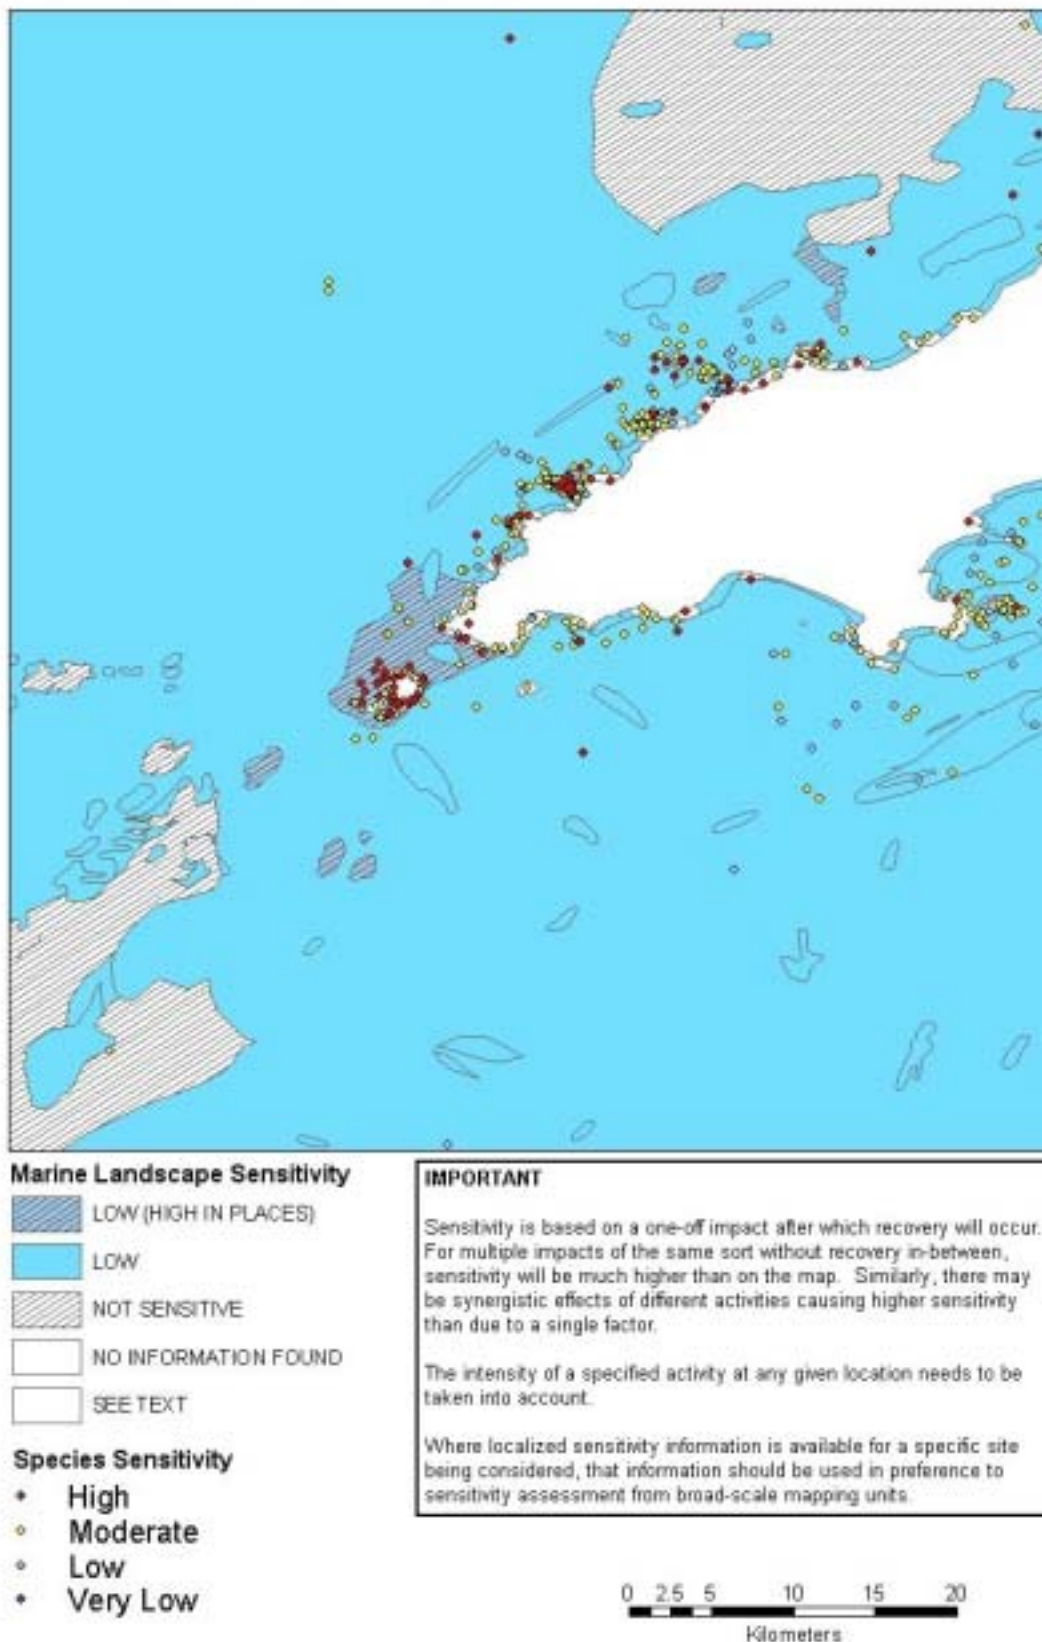 Marine Landscape Sensitivity
LOW (HIGH IN PLACES)
LOW
NOT SENSITIVE
NO INFORMATION FOUND
SEE TEXT
Species Sensitivity
High
Moderate
Low
Very Low
IMPORTANT
Sensitivity is based on a one-off impact after which recovery will occur.
For multiple impacts of the same sort without recovery in-between,
sensitivity will be much higher than on the map. Similarly, there may
be synergistic effects of different activities causing higher sensitivity
than due to a single factor.
The intensity of a specified activity at any given location needs to be
taken into account.
Where localized sensitivity information is available for a specific site
being considered, that information should be used in preference to
sensitivity assessment from broad-scale mapping units.
0 2.5 5 10 15 20
Kilometers